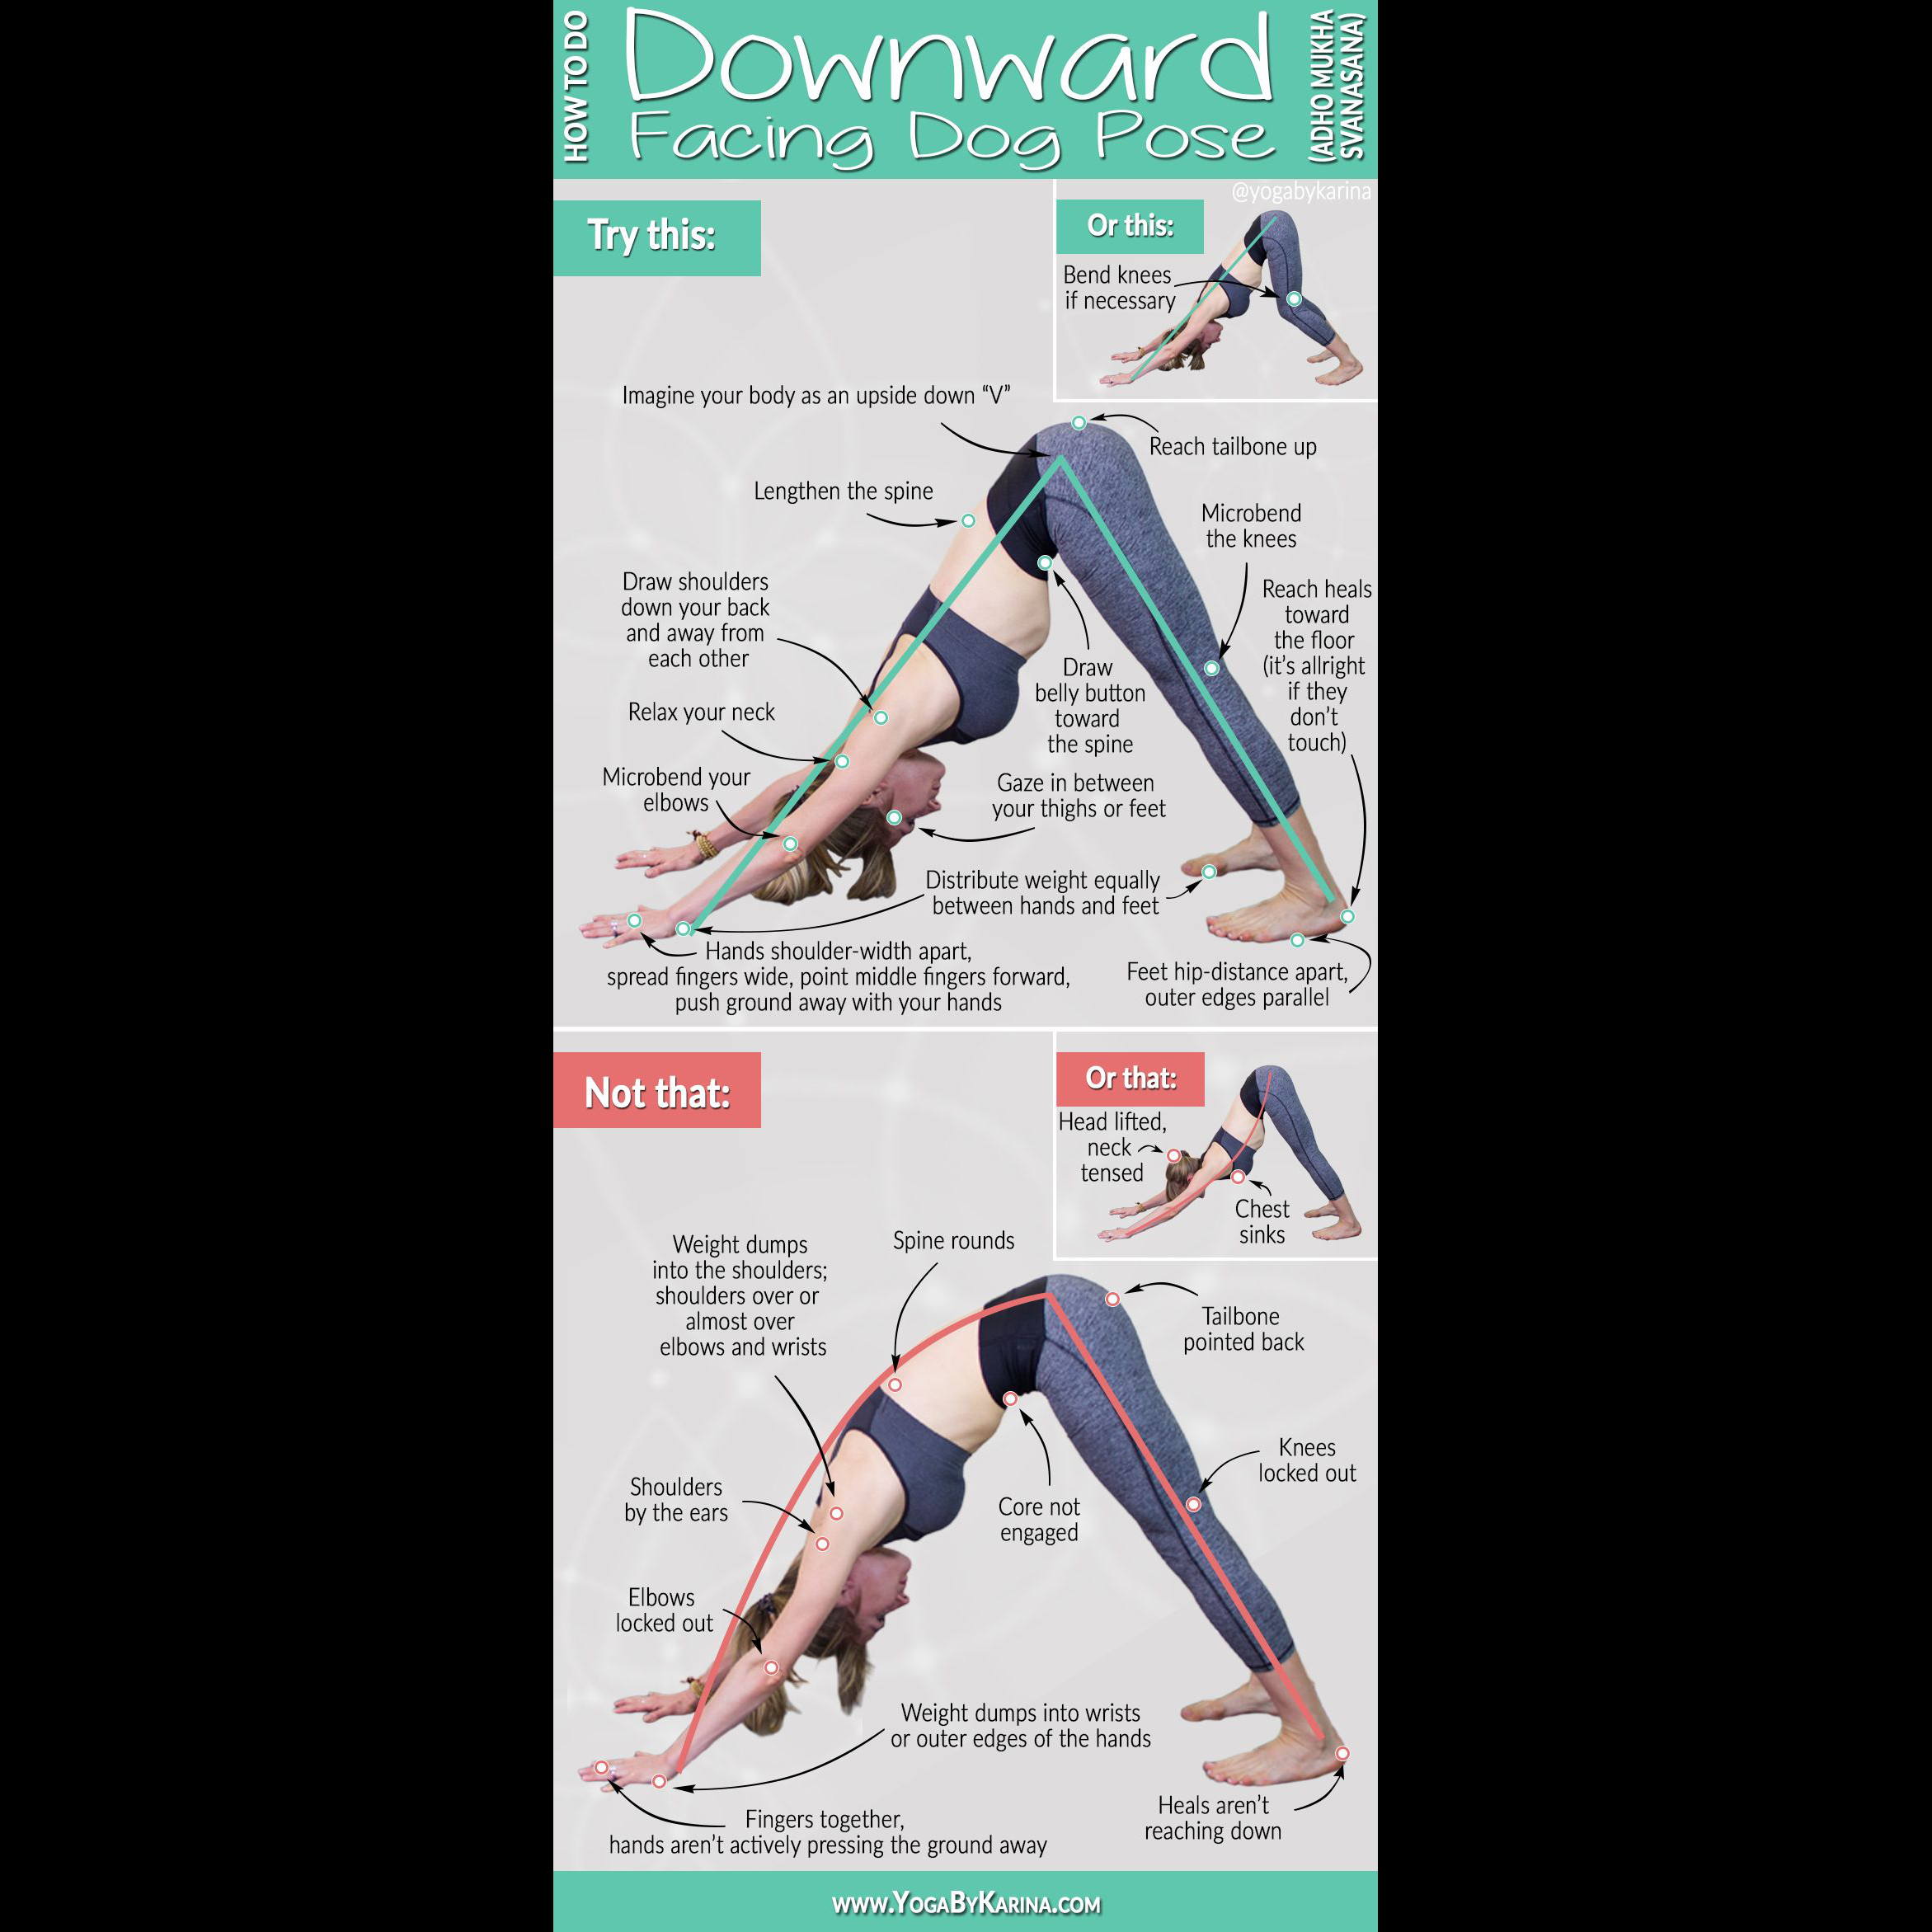 HOW TO DO
Downward
Facing Dog Pose
(ADHO MUKHA
SVANASANA)
@yogabykarina
Try this:
Or this:
Bend knees
if necessary
Imagine your body as an upside down “V”
Reach tailbone up
Lengthen the spine
Microbend
the knees
Draw shoulders
down your back
and away from
each other
Reach heals
toward
the floor
(it’s allright
if they
don’t
touch)
Draw
belly button
toward
the spine
Relax your neck
Microbend your
elbows
Gaze in between
your thighs or feet
Distribute weight equally
between hands and feet
Hands shoulder-width apart,
spread fingers wide, point middle fingers forward,
push ground away with your hands
Feet hip-distance apart,
outer edges parallel
Not that:
Or that:
Head lifted,
neck
tensed
Chest
sinks
Weight dumps
into the shoulders;
shoulders over or
almost over
elbows and wrists
Spine rounds
Tailbone
pointed back
Knees
locked out
Shoulders
by the ears
Core not
engaged
Elbows
locked out
Weight dumps into wrists
or outer edges of the hands
Fingers together,
hands aren’t actively pressing the ground away
Heals aren’t
reaching down
www.YogaByKarina.com